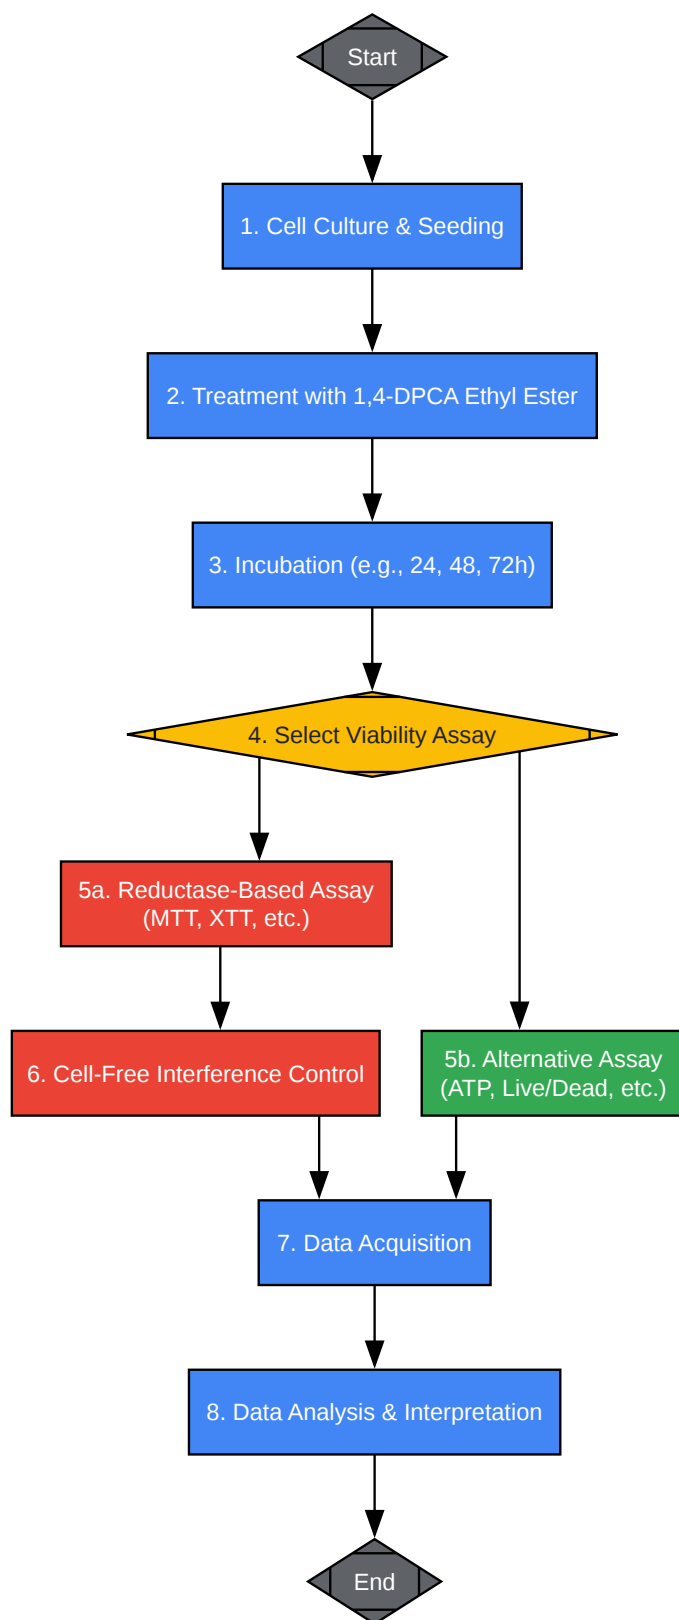 Start
1. Cell Culture & Seeding
2. Treatment with 1,4-DPCA Ethyl Ester
3. Incubation (e.g., 24, 48, 72h)
4. Select Viability Assay
5a. Reductase-Based Assay
(MTT, XTT, etc.)
6. Cell-Free Interference Control
5b. Alternative Assay
(ATP, Live/Dead, etc.)
7. Data Acquisition
8. Data Analysis & Interpretation
End